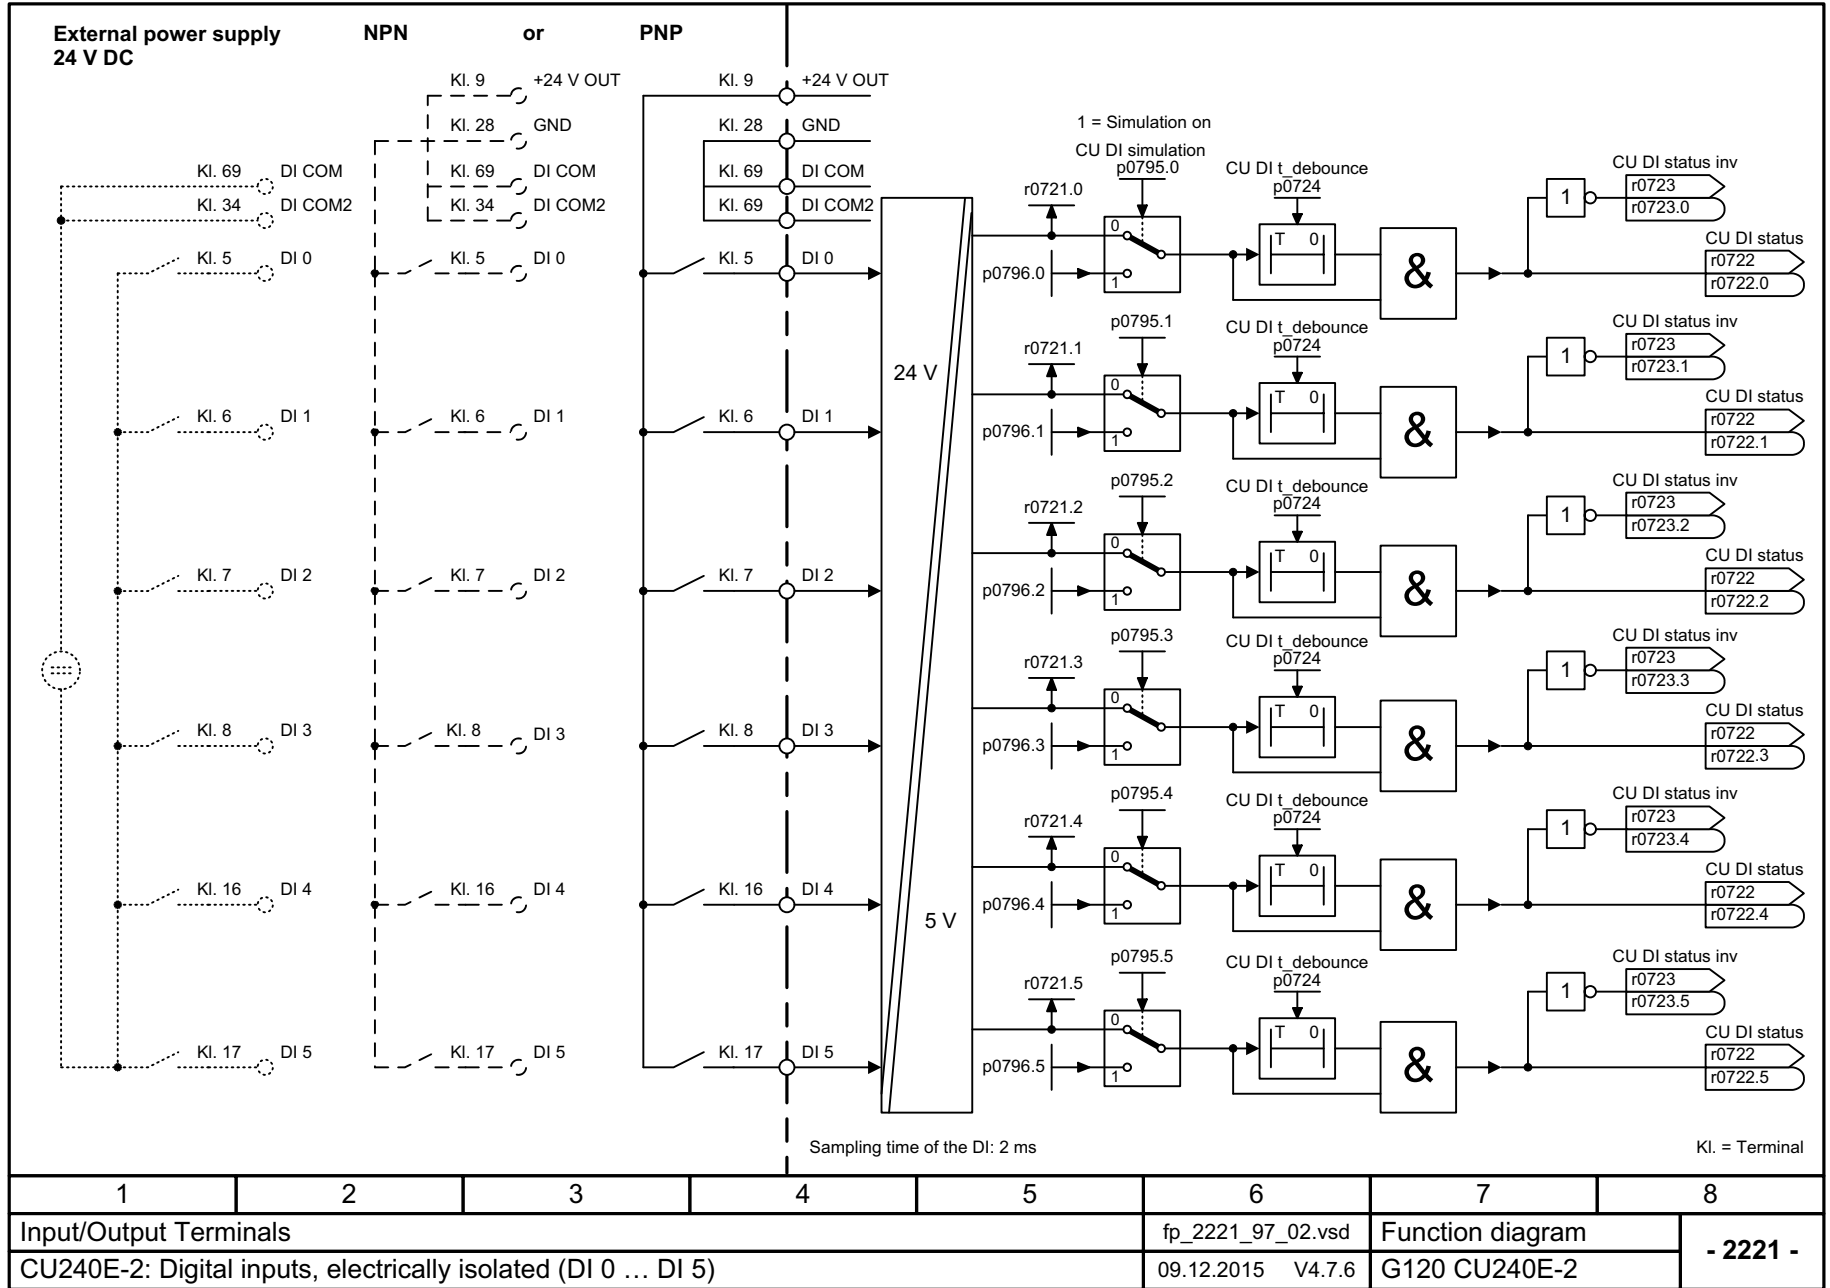 External power supply
24 V DC
NPN or PNP
Kl. 9 +24 V OUT
Kl. 28 GND
Kl. 69 DI COM
Kl. 34 DI COM2
Kl. 69 DI COM
Kl. 34 DI COM2
Kl. 9 +24 V OUT
Kl. 28 GND
Kl. 69 DI COM
Kl. 69 DI COM2
Kl. 5 DI 0
Kl. 5 DI 0
Kl. 5 DI 0
Kl. 6 DI 1
Kl. 6 DI 1
Kl. 6 DI 1
Kl. 7 DI 2
Kl. 7 DI 2
Kl. 7 DI 2
Kl. 8 DI 3
Kl. 8 DI 3
Kl. 8 DI 3
Kl. 16 DI 4
Kl. 16 DI 4
Kl. 16 DI 4
Kl. 17 DI 5
Kl. 17 DI 5
Kl. 17 DI 5
24 V
5 V
1 = Simulation on
CU DI simulation
p0795.0
r0721.0
p0796.0
0
1
CU DI t_debounce
p0724
T 0
&
1
CU DI status inv
r0723
r0723.0
CU DI status
r0722
r0722.0
p0795.1
r0721.1
p0796.1
0
1
CU DI t_debounce
p0724
T 0
&
1
CU DI status inv
r0723
r0723.1
CU DI status
r0722
r0722.1
p0795.2
r0721.2
p0796.2
0
1
CU DI t_debounce
p0724
T 0
&
1
CU DI status inv
r0723
r0723.2
CU DI status
r0722
r0722.2
p0795.3
r0721.3
p0796.3
0
1
CU DI t_debounce
p0724
T 0
&
1
CU DI status inv
r0723
r0723.3
CU DI status
r0722
r0722.3
p0795.4
r0721.4
p0796.4
0
1
CU DI t_debounce
p0724
T 0
&
1
CU DI status inv
r0723
r0723.4
CU DI status
r0722
r0722.4
p0795.5
r0721.5
p0796.5
0
1
CU DI t_debounce
p0724
T 0
&
1
CU DI status inv
r0723
r0723.5
CU DI status
r0722
r0722.5
Sampling time of the DI: 2 ms
Kl. = Terminal
1 2 3 4 5 6 7 8
Input/Output Terminals
fp_2221_97_02.vsd
Function diagram
- 2221 -
CU240E-2: Digital inputs, electrically isolated (DI 0 … DI 5)
09.12.2015 V4.7.6
G120 CU240E-2